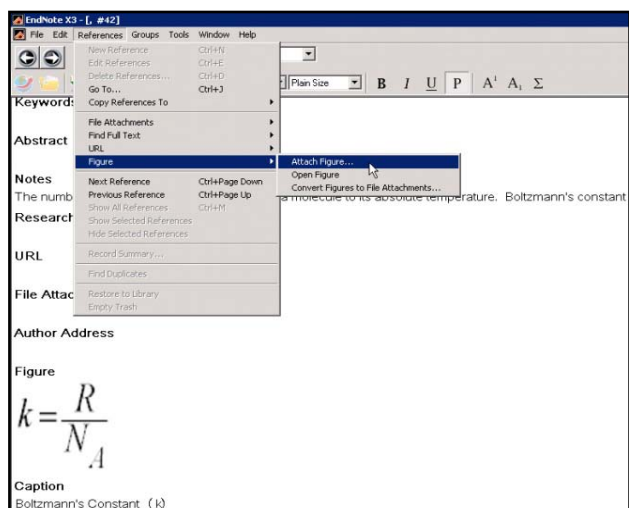 EndNote X3 - [, #42]
File Edit References Groups Tools Window Help
New Reference Ctrl+N
Edit References Ctrl+E
Delete References... Ctrl+D
Go To... Ctrl+J
Copy References To
Plain Size B I U P A¹ A₁ Σ
Keywords
File Attachments
Find Full Text
URL
Figure
Attach Figure...
Open Figure
Convert Figures to File Attachments...
Next Reference Ctrl+Page Down
Previous Reference Ctrl+Page Up
Show All References Ctrl+M
Show Selected References
Hide Selected References
Record Summary...
Find Duplicates
Restore to Library
Empty Trash
Abstract
Notes
The numb a molecule to its absolute temperature. Boltzmann's constant
Research
URL
File Attac
Author Address
Figure
k = R / N_A
Caption
Boltzmann's Constant (k)